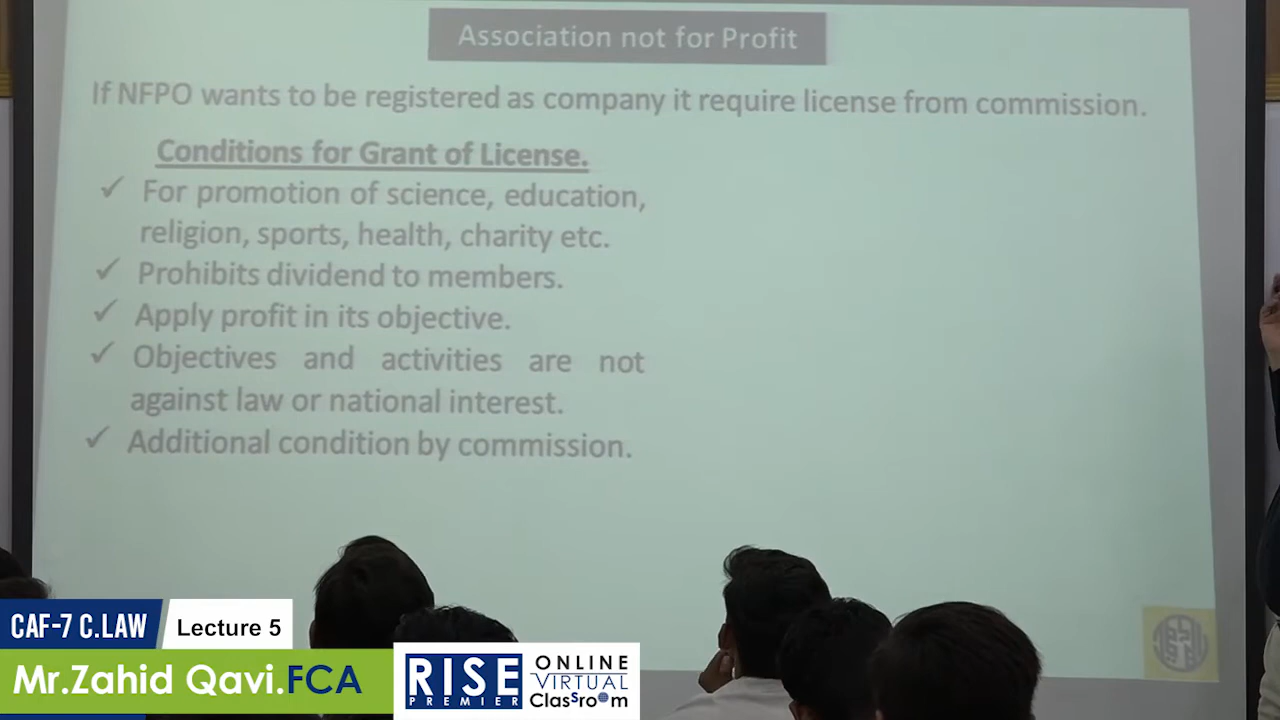 Association not for Profit
If NFPO wants to be registered as company it require license from commission.
Conditions for Grant of License.
✓ For promotion of science, education,
religion, sports, health, charity etc.
✓ Prohibits dividend to members.
✓ Apply profit in its objective.
✓ Objectives and activities are not
against law or national interest.
✓ Additional condition by commission.
CAF-7 C.LAW
Lecture 5
Mr.Zahid Qavi.FCA
RISE
PREMIER
ONLINE
VIRTUAL
ClasSroom